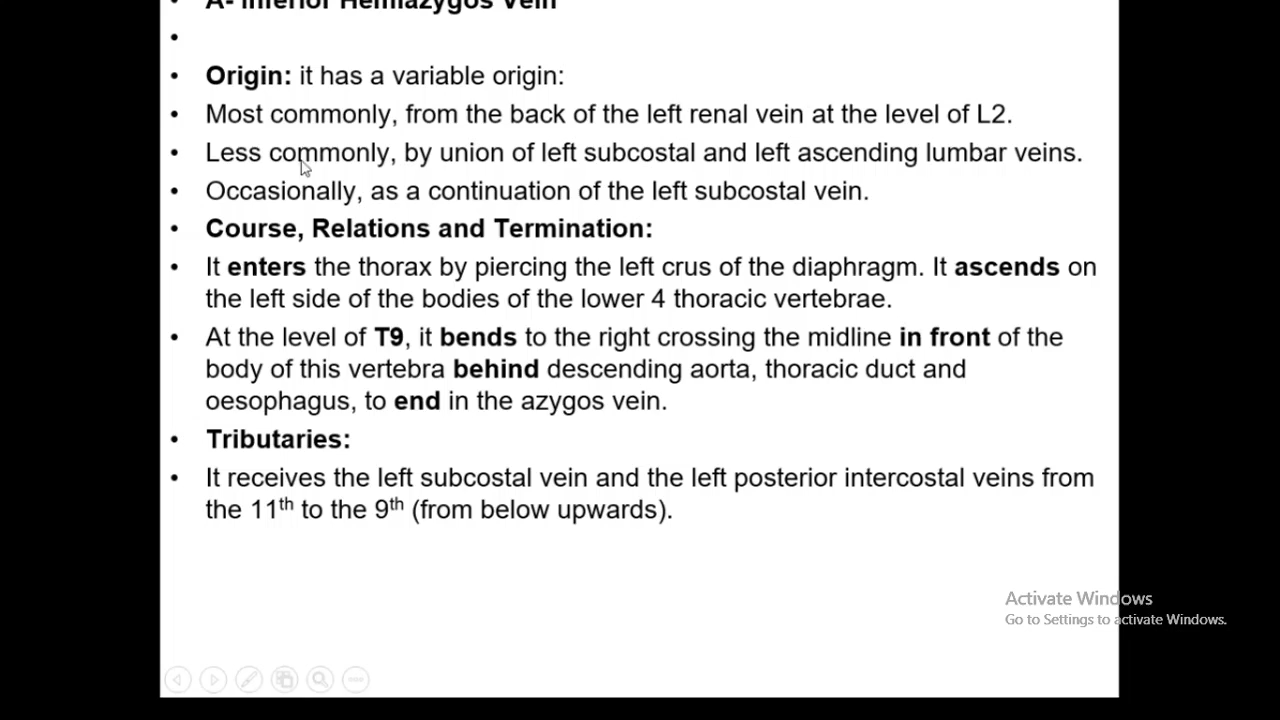 • A- Inferior Hemiazygos Vein
•
• Origin: it has a variable origin:
• Most commonly, from the back of the left renal vein at the level of L2.
• Less commonly, by union of left subcostal and left ascending lumbar veins.
• Occasionally, as a continuation of the left subcostal vein.
• Course, Relations and Termination:
• It enters the thorax by piercing the left crus of the diaphragm. It ascends on
the left side of the bodies of the lower 4 thoracic vertebrae.
• At the level of T9, it bends to the right crossing the midline in front of the
body of this vertebra behind descending aorta, thoracic duct and
oesophagus, to end in the azygos vein.
• Tributaries:
• It receives the left subcostal vein and the left posterior intercostal veins from
the 11th to the 9th (from below upwards).
Activate Windows
Go to Settings to activate Windows.